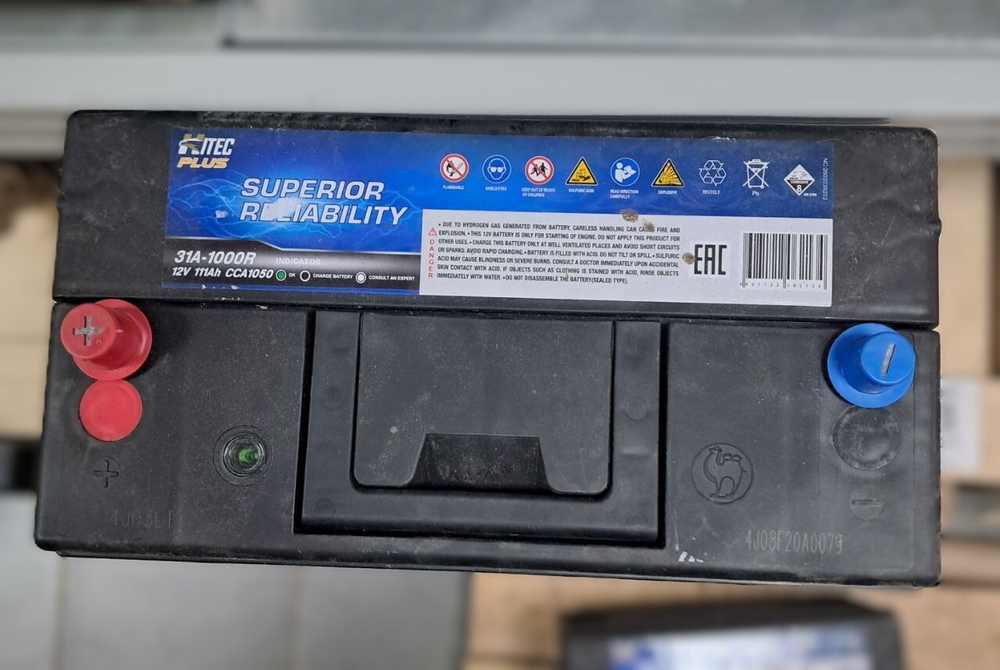 HITEC
PLUS
SUPERIOR
RELIABILITY
31A-1000R
INDICATOR
12V 111Ah CCA1050 OK CHARGE BATTERY CONSULT AN EXPERT
FLAMMABLE
SHIELD EYES
KEEP OUT OF REACH
OF CHILDREN
SULFURIC ACID
READ DIRECTION
CAREFULLY
EXPLOSIVE
RECYCLE
Pb
8
DANGER
• DUE TO HYDROGEN GAS GENERATED FROM BATTERY, CARELESS HANDLING CAN CAUSE FIRE AND
EXPLOSION. • THIS 12V BATTERY IS ONLY FOR STARTING OF ENGINE. DO NOT APPLY THIS PRODUCT FOR
OTHER USES. • CHARGE THIS BATTERY ONLY AT WELL VENTILATED PLACES AND AVOID SHORT CIRCUITS
OR SPARKS. AVOID RAPID CHARGING. • BATTERY IS FILLED WITH ACID. DO NOT TILT OR SPILL. • SULFURIC
ACID MAY CAUSE BLINDNESS OR SEVERE BURNS. CONSULT A DOCTOR IMMEDIATELY UPON ACCIDENTAL
SKIN CONTACT WITH ACID. IF OBJECTS SUCH AS CLOTHING IS STAINED WITH ACID, RINSE OBJECTS
IMMEDIATELY WITH WATER. • DO NOT DISASSEMBLE THE BATTERY(SEALED TYPE).
EAC
+
+
4J08F20A0079